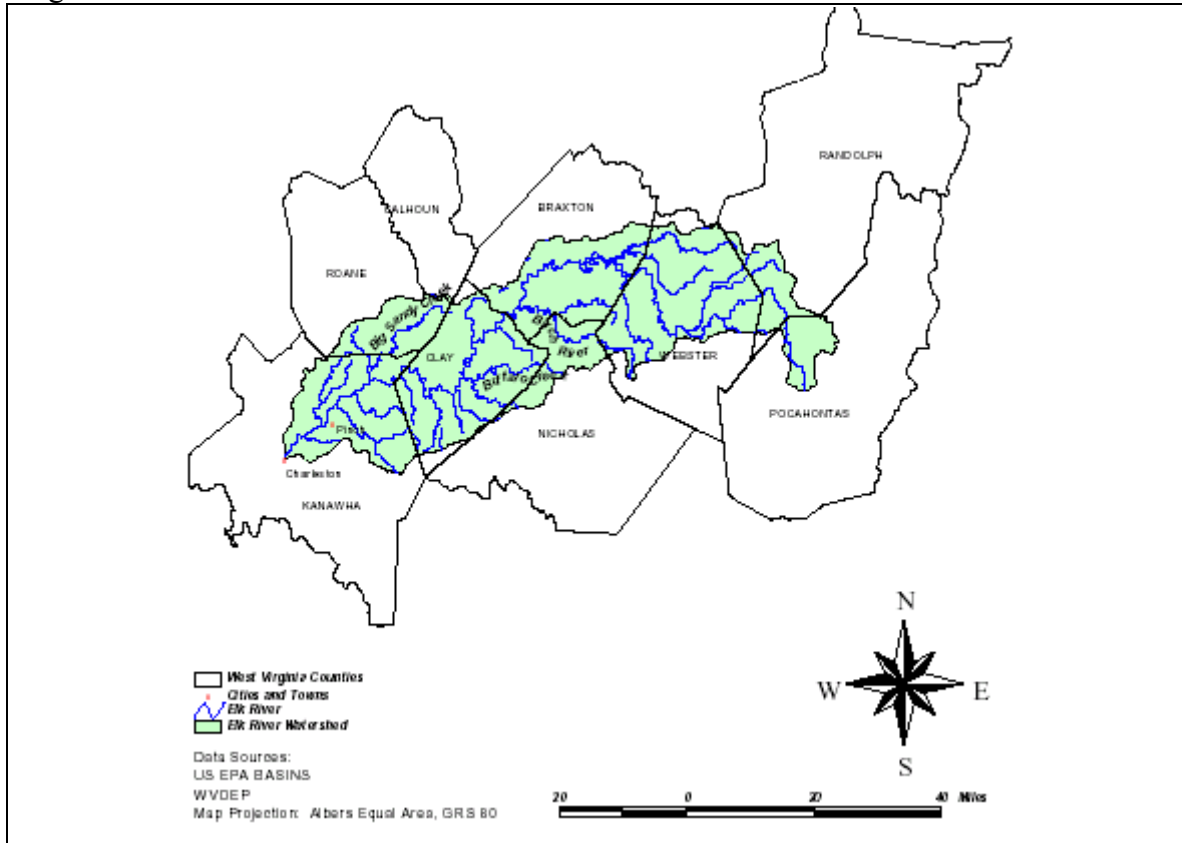 RANDOLPH
CALHOUN
BRAXTON
ROANE
Big Sandy Creek
CLAY
Birch River
WEBSTER
Buffalo Creek
POCAHONTAS
Pinch
NICHOLAS
Charleston
KANAWHA
N
W E
S
West Virginia Counties
Cities and Towns
Elk River
Elk River Watershed
Data Sources:
US EPA BASINS
WVDEP
Map Projection: Albers Equal Area, GRS 80
20 0 20 40 Miles